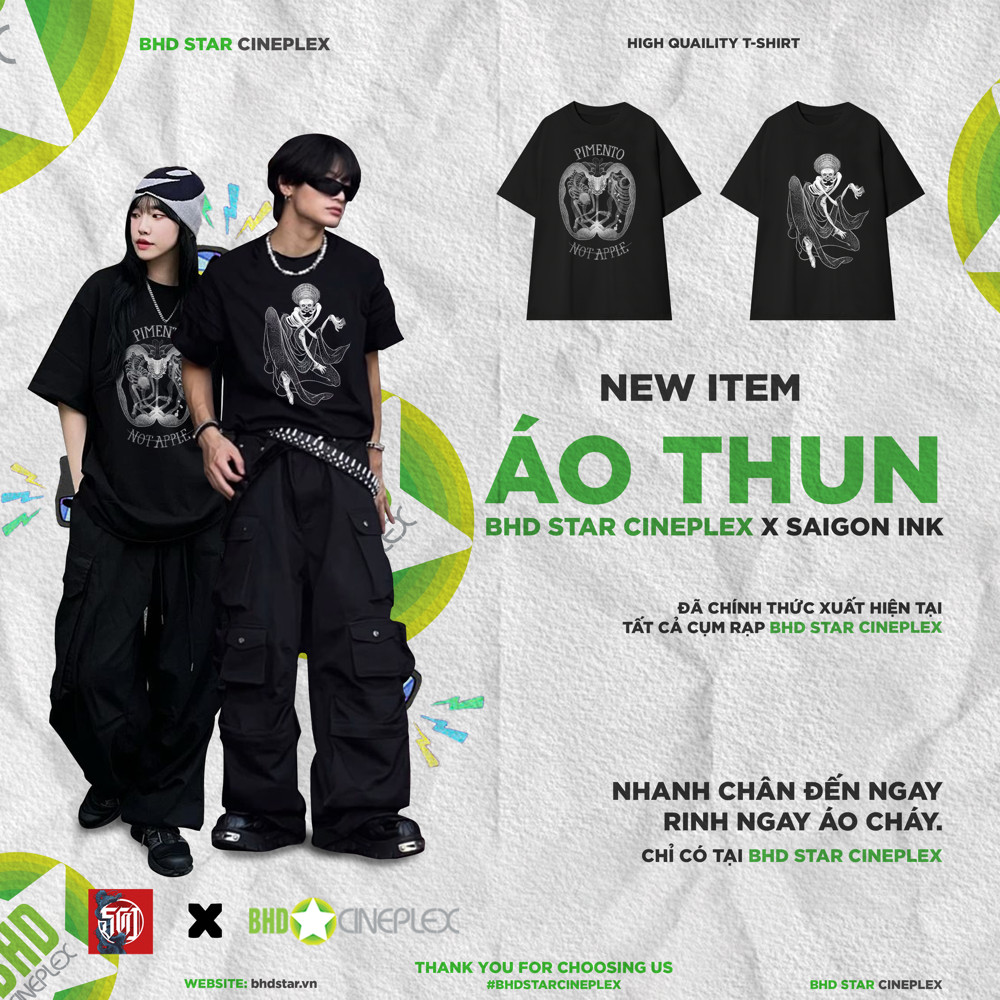 BHD STAR CINEPLEX
HIGH QUAILITY T-SHIRT
PIMENTO
NOT APPLE
PIMENTO
NOT APPLE
NEW ITEM
ÁO THUN
BHD STAR CINEPLEX X SAIGON INK
ĐÃ CHÍNH THỨC XUẤT HIỆN TẠI
TẤT CẢ CỤM RẠP BHD STAR CINEPLEX
NHANH CHÂN ĐẾN NGAY
RINH NGAY ÁO CHÁY.
CHỈ CÓ TẠI BHD STAR CINEPLEX
X BHD CINEPLEX
BHD
CINEPLEX
THANK YOU FOR CHOOSING US
WEBSITE: bhdstar.vn
#BHDSTARCINEPLEX
BHD STAR CINEPLEX